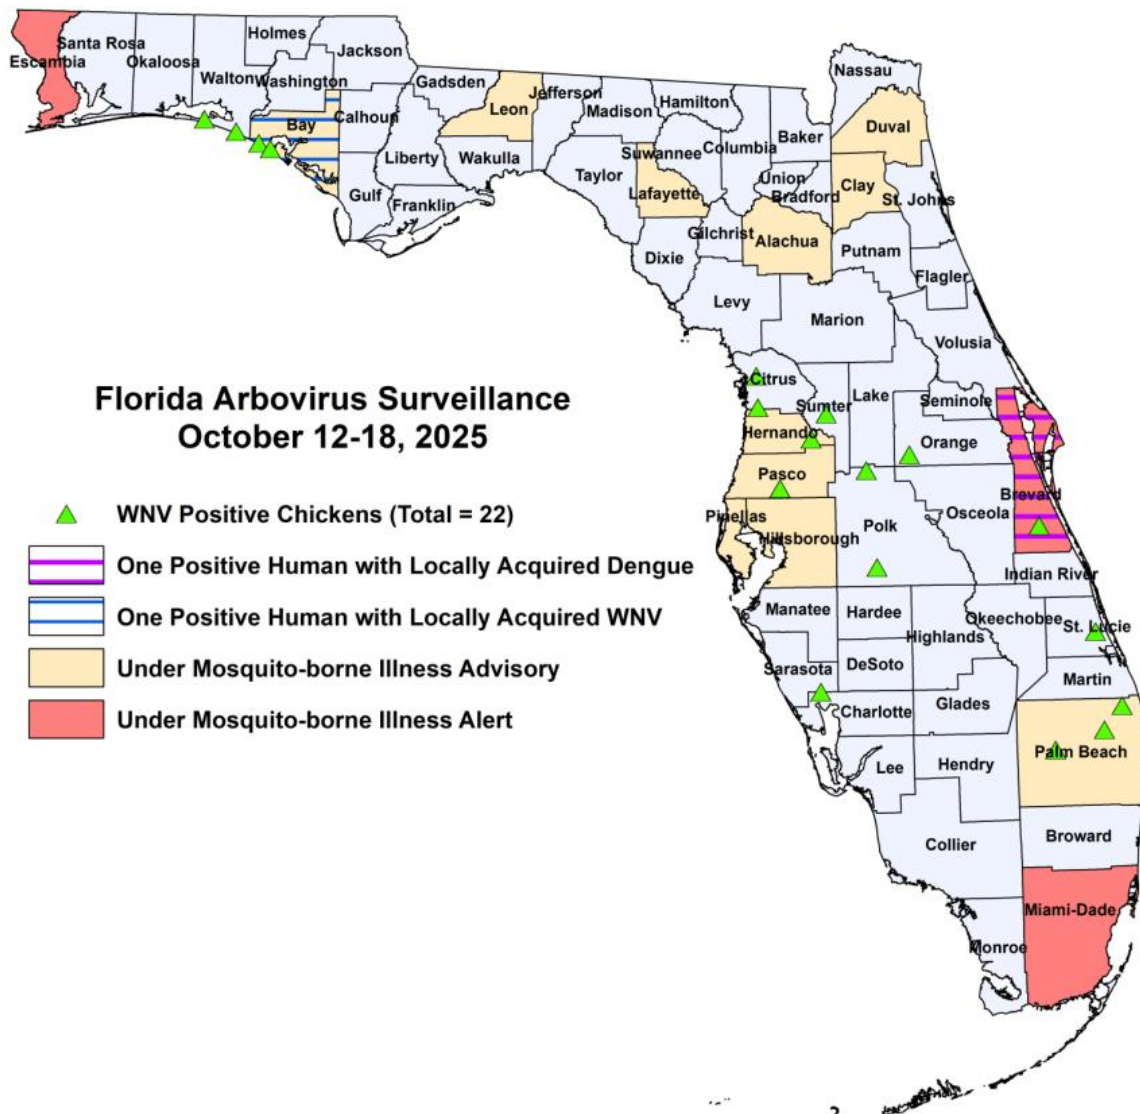 Holmes
Jackson
Santa Rosa
Escambia
Okaloosa
Walton
Washington
Gadsden
Leon
Jefferson
Madison
Hamilton
Nassau
Duval
Baker
Columbia
Suwannee
Bay
Calhoun
Liberty
Wakulla
Taylor
Lafayette
Union
Bradford
Clay
St. Johns
Gulf
Franklin
Gilchrist
Alachua
Putnam
Dixie
Flagler
Levy
Marion
Volusia
Citrus
Lake
Sumter
Seminole
Hernando
Orange
Pasco
Brevard
Osceola
Pinellas
Hillsborough
Polk
Indian River
Manatee
Hardee
Okeechobee
St. Lucie
Highlands
Sarasota
DeSoto
Martin
Charlotte
Glades
Palm Beach
Lee
Hendry
Broward
Collier
Miami-Dade
Monroe
Florida Arbovirus Surveillance
October 12-18, 2025
WNV Positive Chickens (Total = 22)
One Positive Human with Locally Acquired Dengue
One Positive Human with Locally Acquired WNV
Under Mosquito-borne Illness Advisory
Under Mosquito-borne Illness Alert